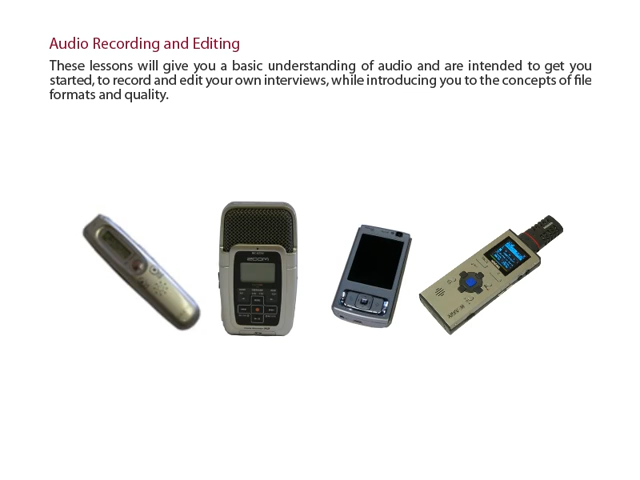 Audio Recording and Editing
These lessons will give you a basic understanding of audio and are intended to get you
started, to record and edit your own interviews, while introducing you to the concepts of file
formats and quality.
zoom